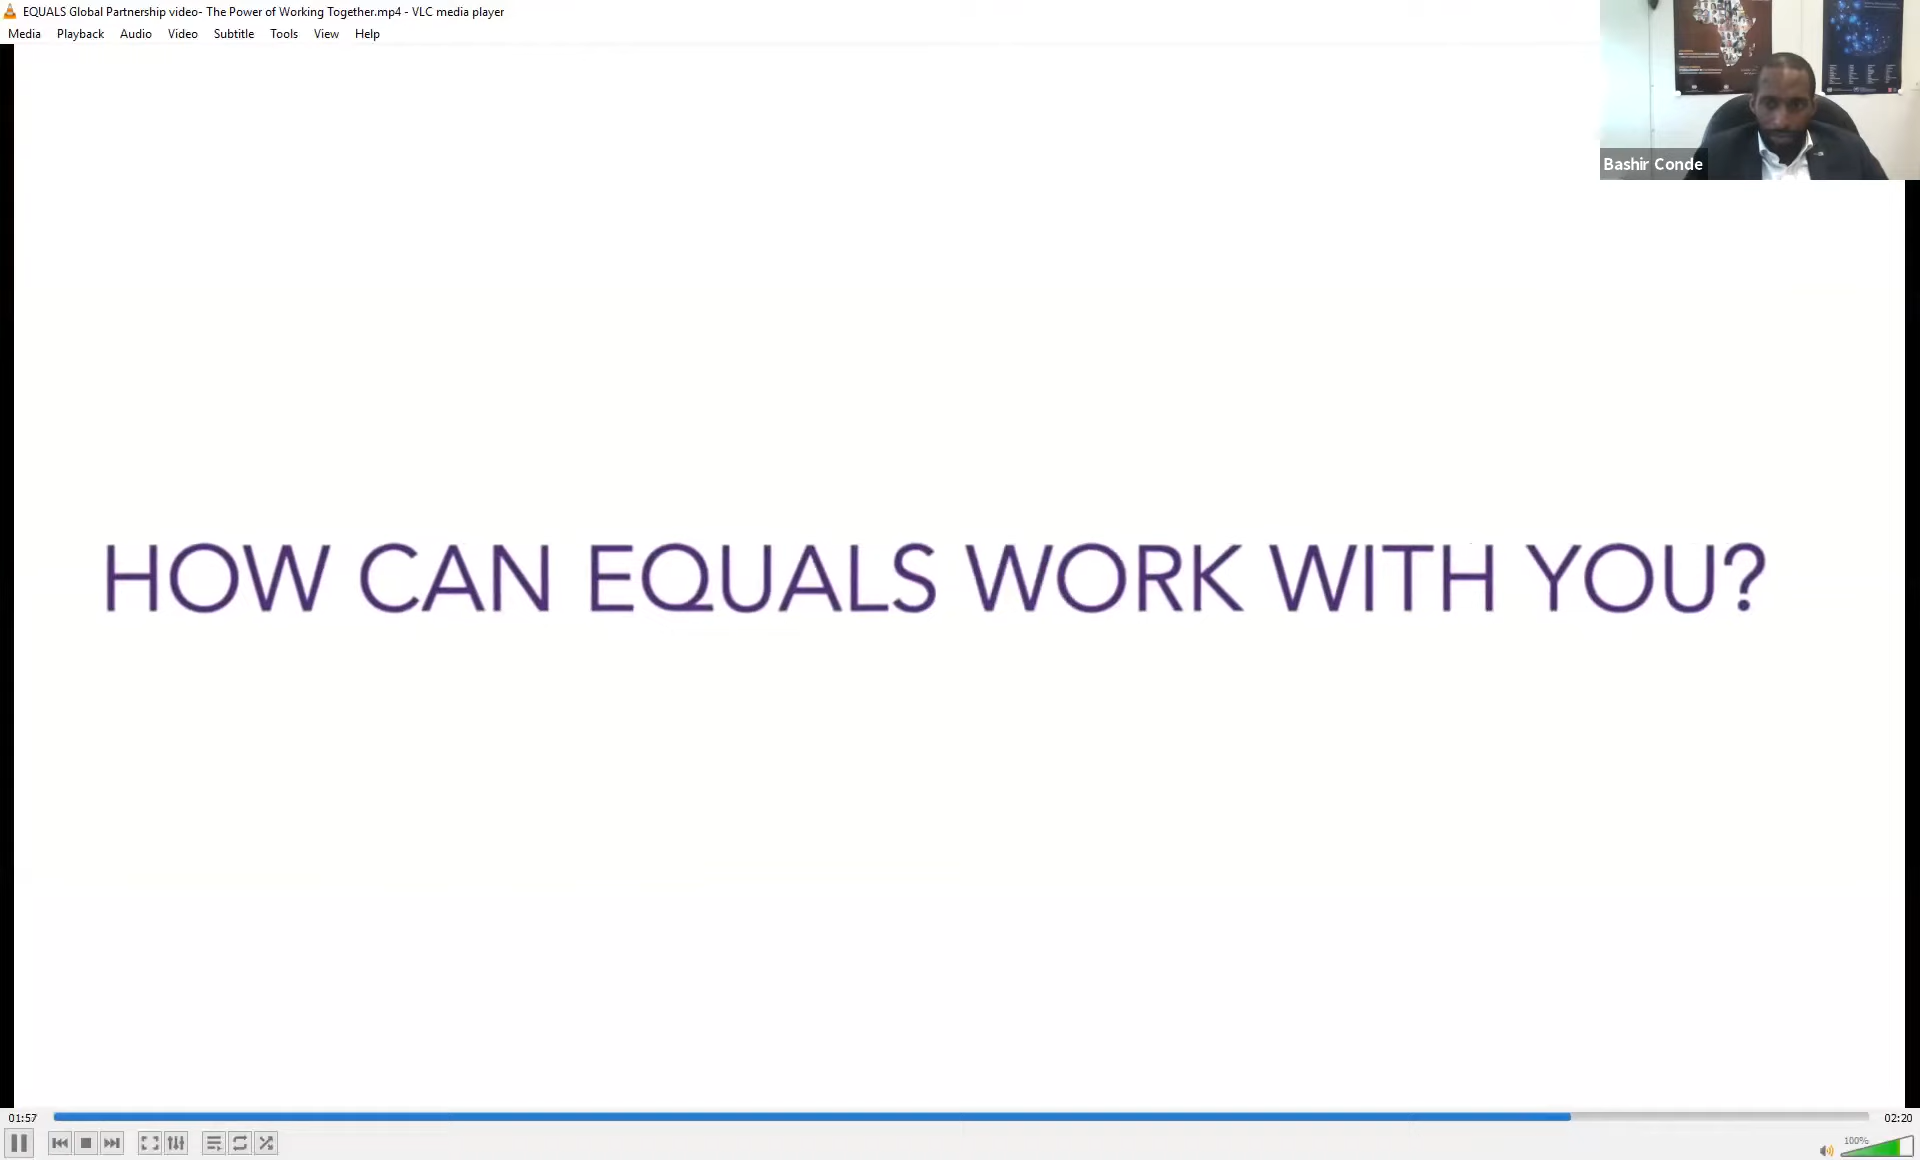 EQUALS Global Partnership video- The Power of Working Together.mp4 - VLC media player
Media Playback Audio Video Subtitle Tools View Help
Bashir Conde
HOW CAN EQUALS WORK WITH YOU?
01:57
02:20
100%